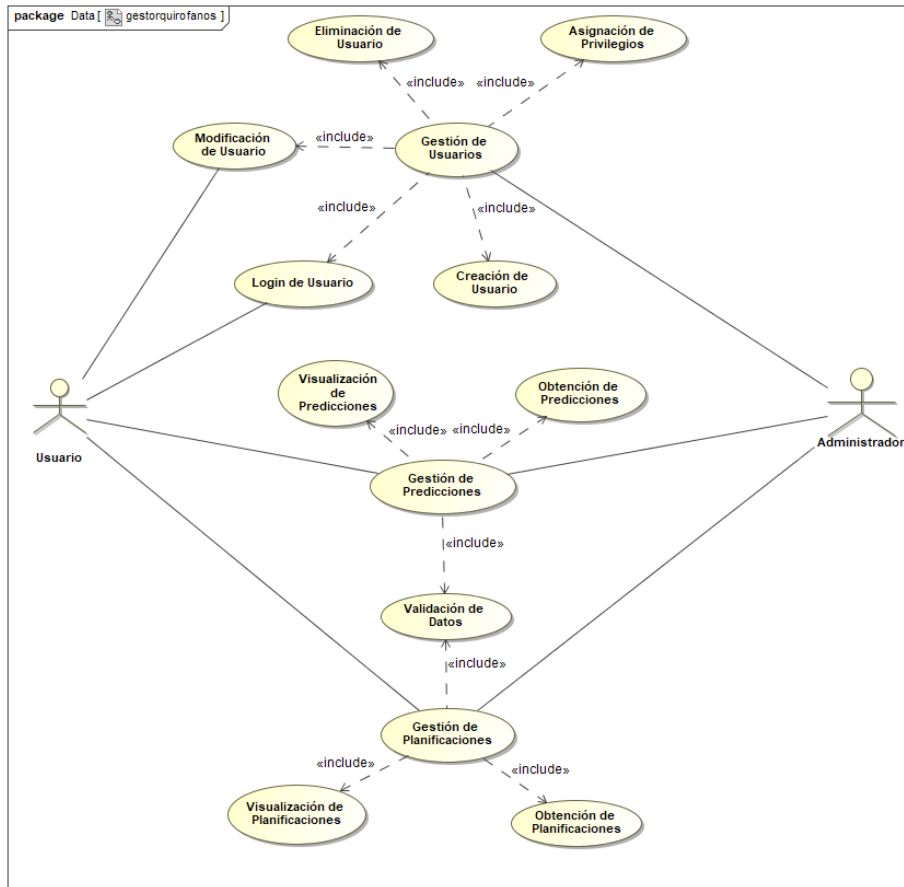 package Data [ gestorquirofanos ]
Eliminación de
Usuario
Asignación de
Privilegios
«include» «include»
Modificación
de Usuario
«include»
Gestión de
Usuarios
«include»
«include»
Login de Usuario
Creación de
Usuario
Visualización
de
Predicciones
Obtención de
Predicciones
«include» «include»
Usuario
Administrador
Gestión de
Predicciones
«include»
Validación de
Datos
«include»
Gestión de
Planificaciones
«include»
«include»
Visualización de
Planificaciones
Obtención de
Planificaciones